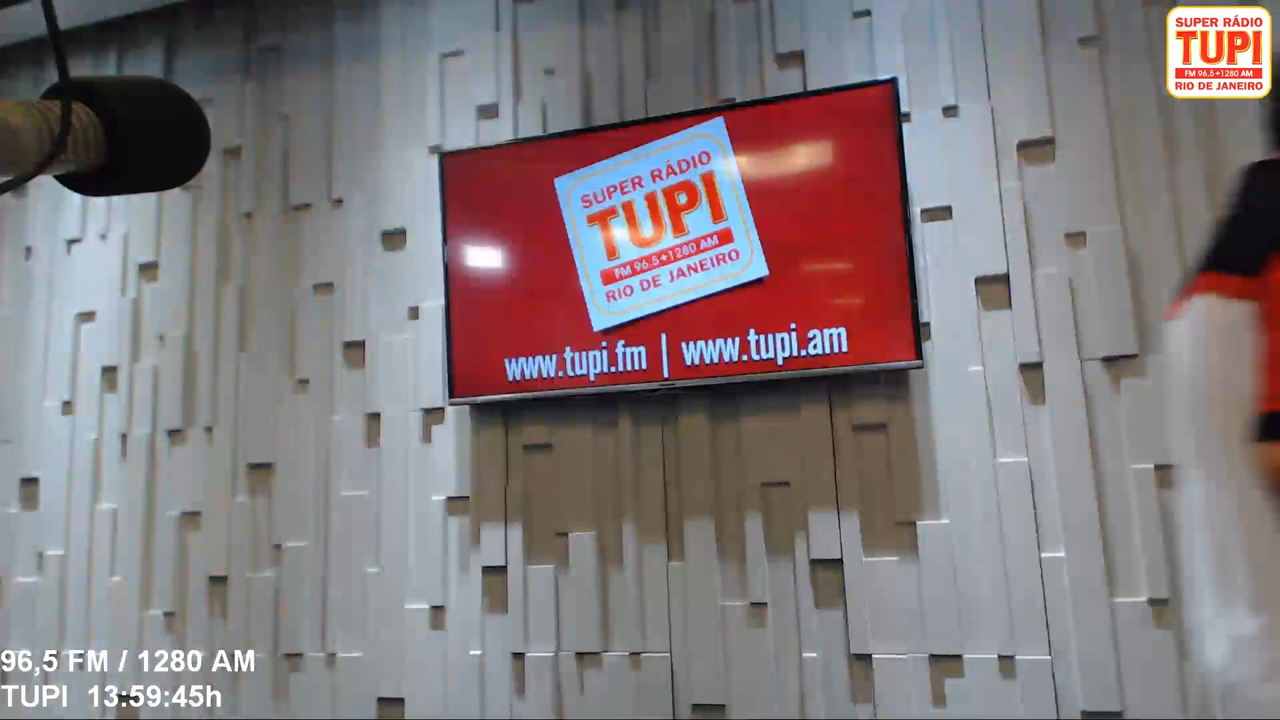 SUPER RÁDIO
TUPI
FM 96,5+1280 AM
RIO DE JANEIRO
SUPER RÁDIO
TUPI
FM 96,5+1280 AM
RIO DE JANEIRO
www.tupi.fm | www.tupi.am
96,5 FM / 1280 AM
TUPI 13:59:45h